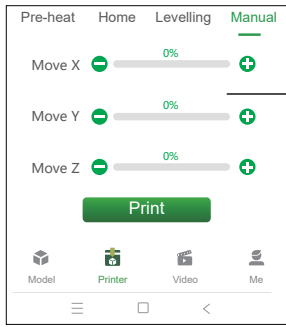 Pre-heat Home Levelling Manual
0%
Move X
0%
Move Y
0%
Move Z
Print
Model Printer Video Me